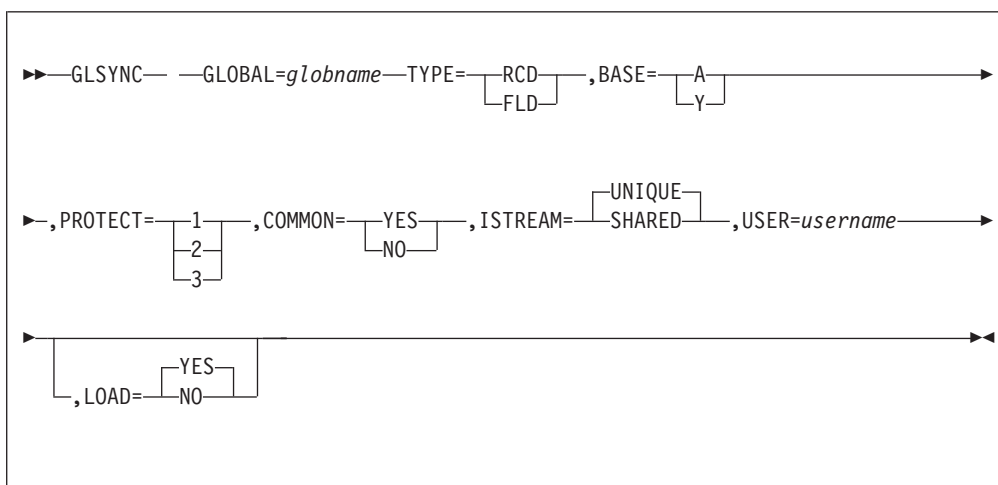 ►►—GLSYNC— —GLOBAL=globname—TYPE=—RCD—,BASE=—A—►
FLD
Y
►—,PROTECT=—1—,COMMON=—YES—,ISTREAM=—UNIQUE—,USER=username—►
2
NO
SHARED
3
►—,LOAD=—YES—►◄
NO